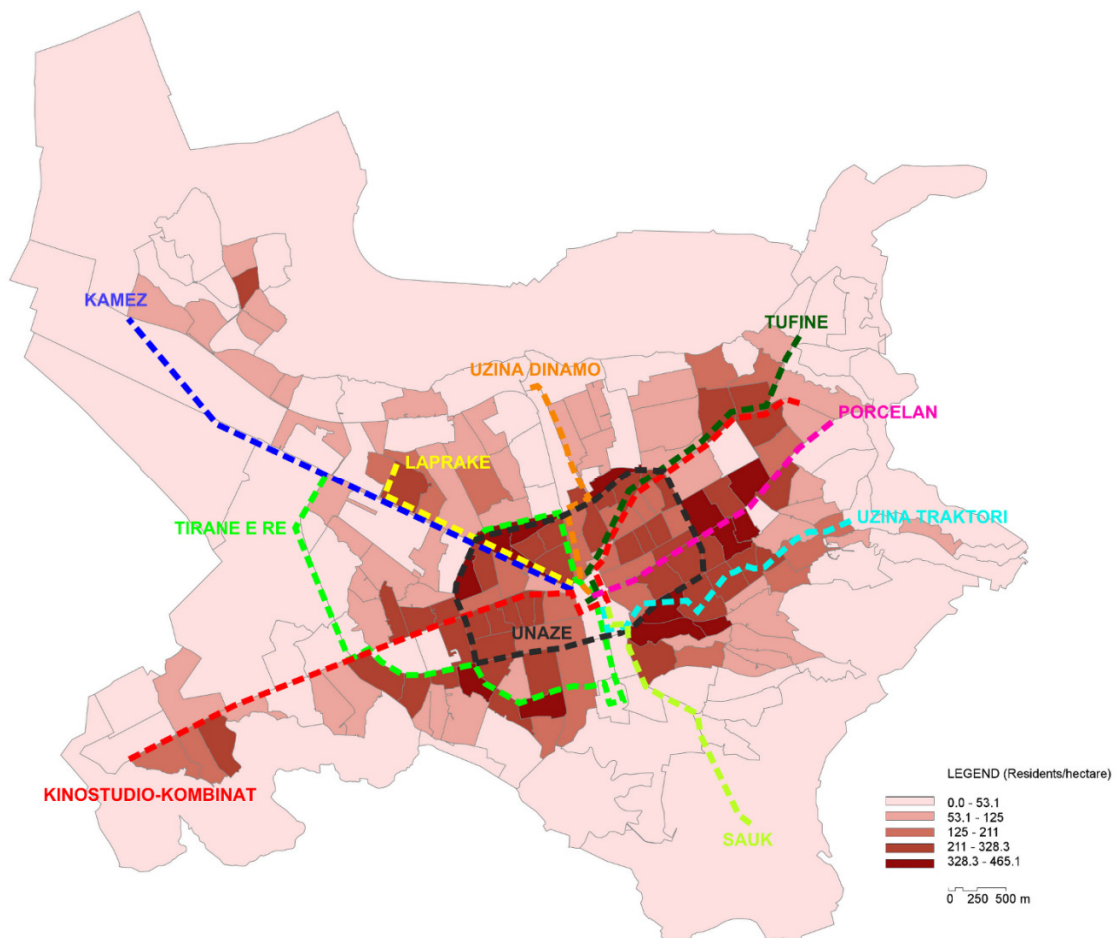 KAMEZ
TUFINE
UZINA DINAMO
PORCELAN
LAPRAKE
UZINA TRAKTORI
TIRANE E RE
UNAZE
KINOSTUDIO-KOMBINAT
SAUK
LEGEND (Residents/hectare)
0.0 - 53.1
53.1 - 125
125 - 211
211 - 328.3
328.3 - 465.1
0 250 500 m